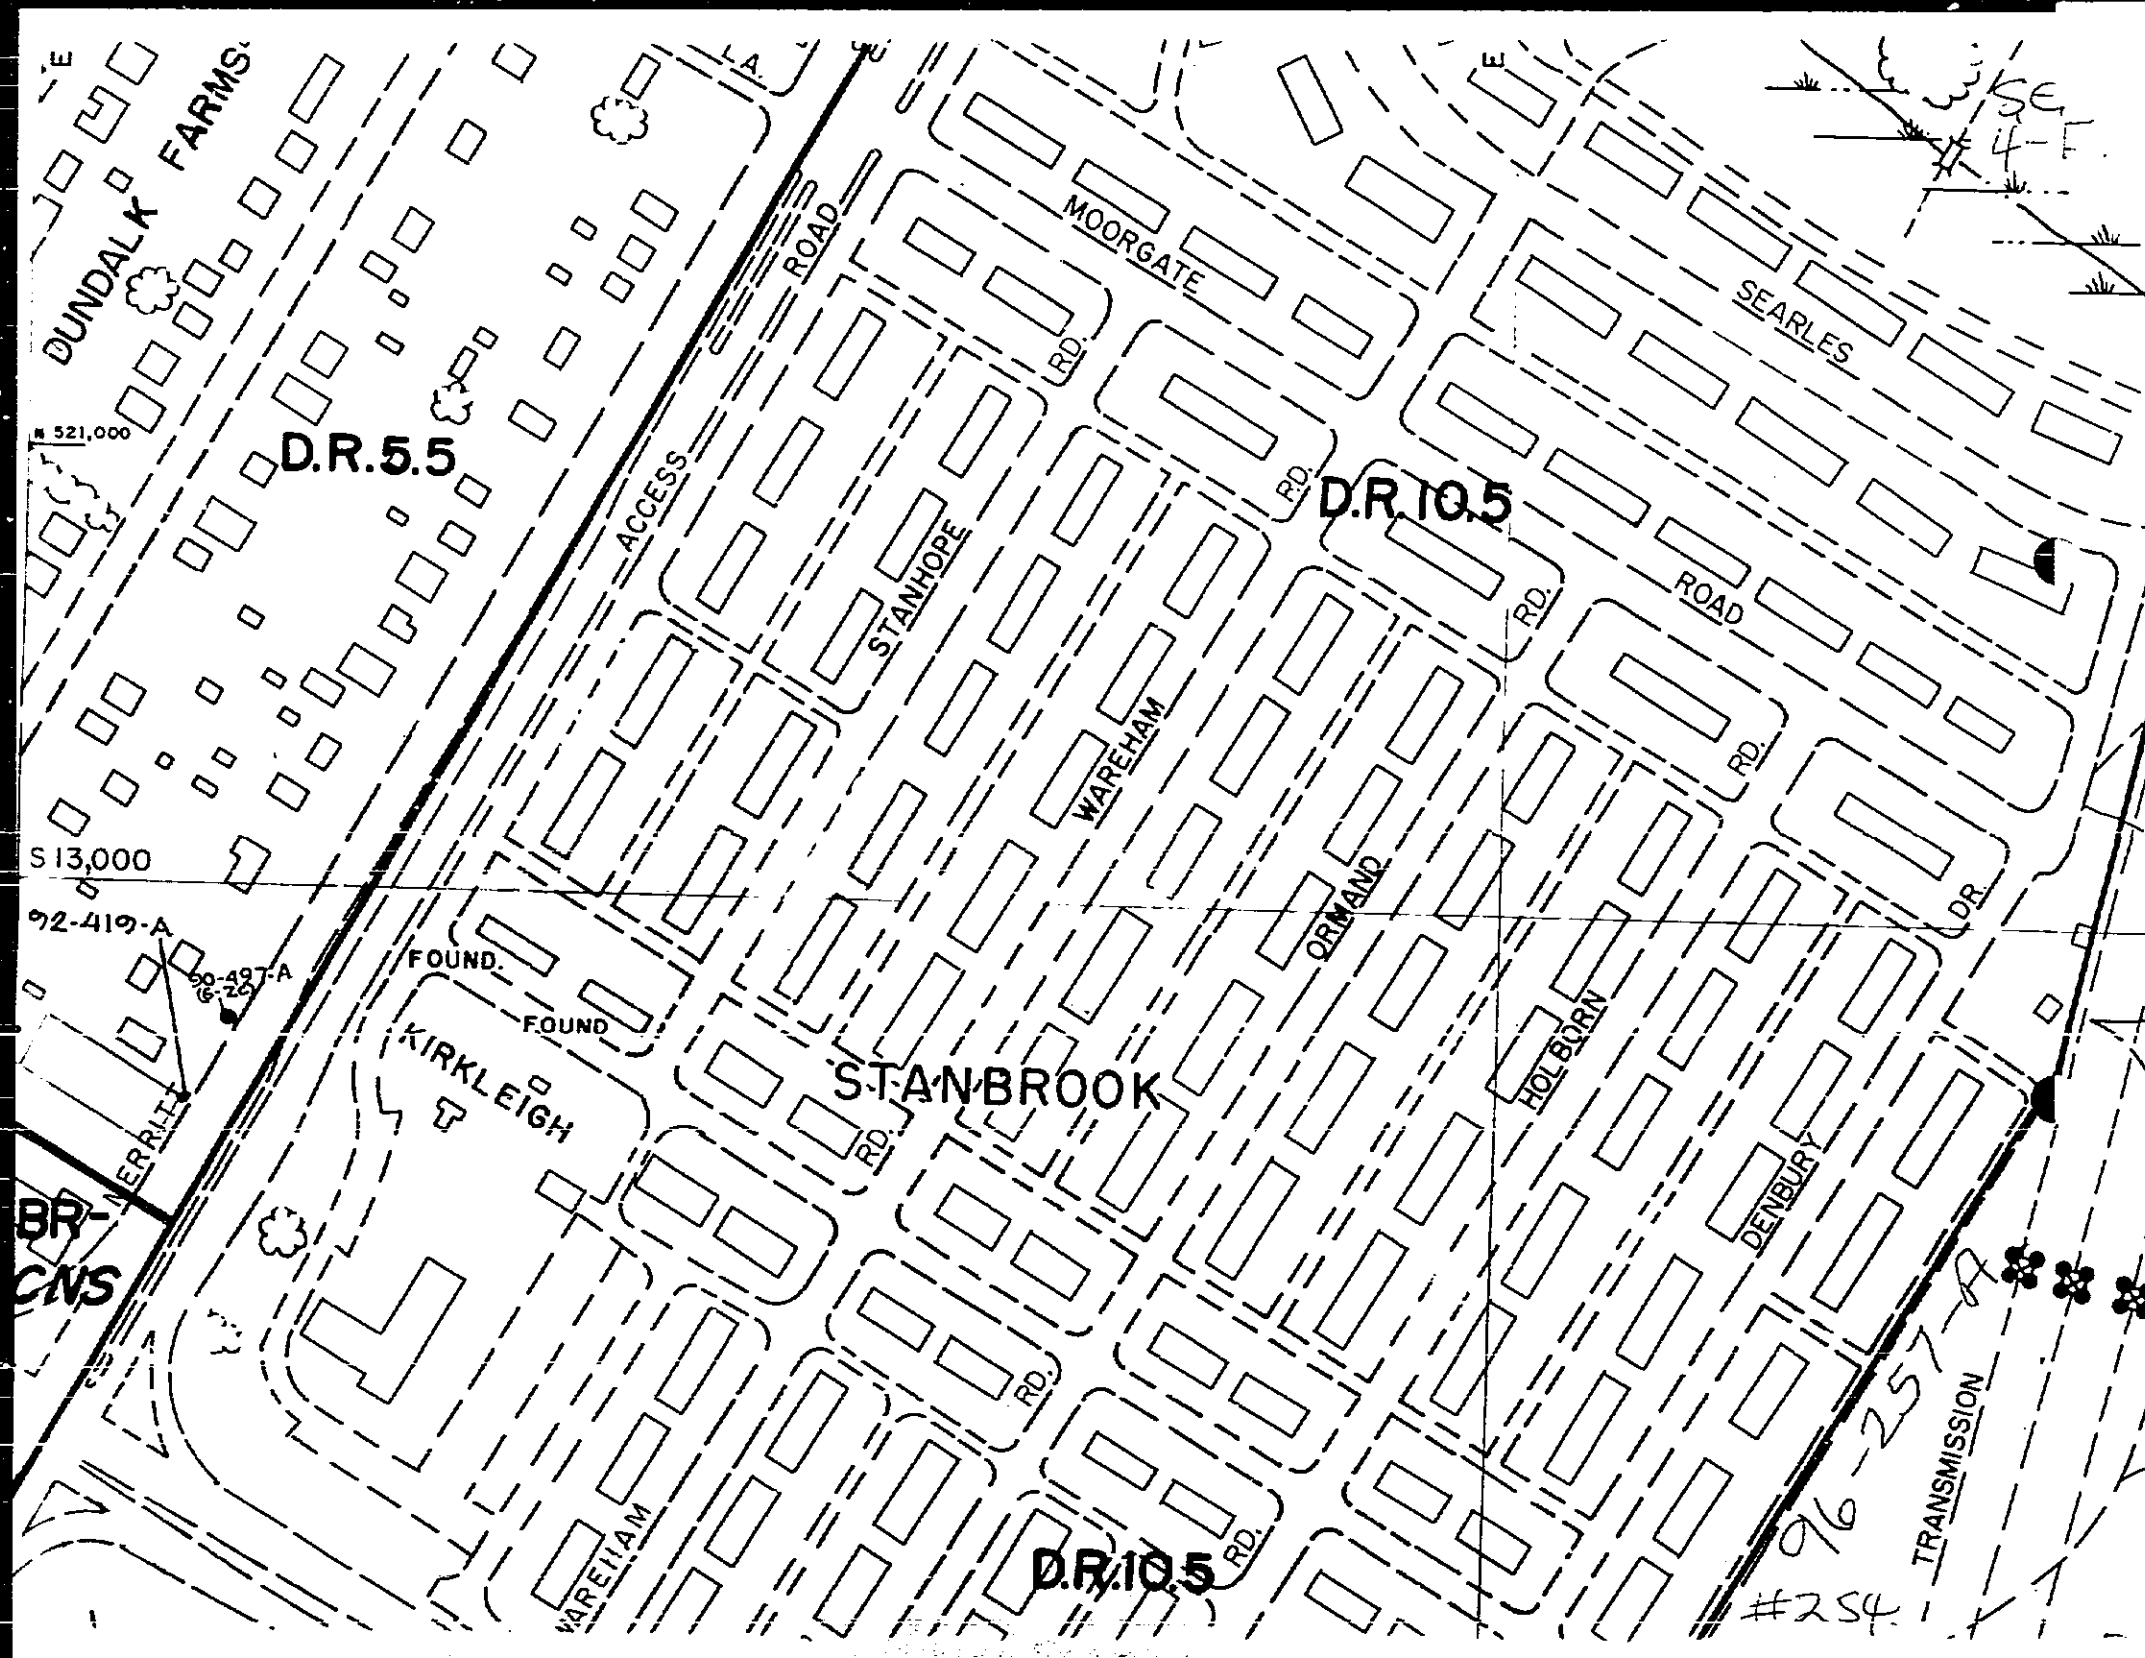 E
DUNDALK FARMS
LA.
E
SE
4-F.
ROAD
MOORGATE
RD.
SEARLES
N 521,000
D.R.5.5
ACCESS
RD.
D.R.10.5
STANHOPE
RD.
ROAD
WAREHAM
RD.
S 13,000
92-419-A
ORMAND
DR.
FOUND.
90-497-A
FOUND
KIRKLEIGH
HOLBORN
STANBROOK
MERRITT
RD.
DENBURY
BR-
CNS
RD.
96-257-A
TRANSMISSION
WAREHAM
D.R.10.5
RD.
#254